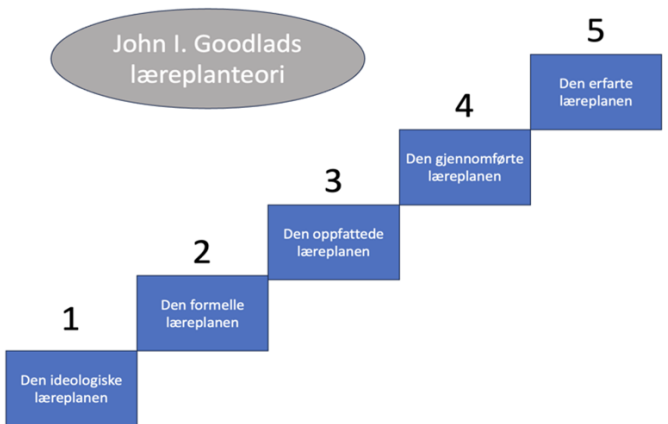 John I. Goodlads
læreplanteori
1
Den ideologiske
læreplanen
2
Den formelle
læreplanen
3
Den oppfattede
læreplanen
4
Den gjennomførte
læreplanen
5
Den erfarte
læreplanen